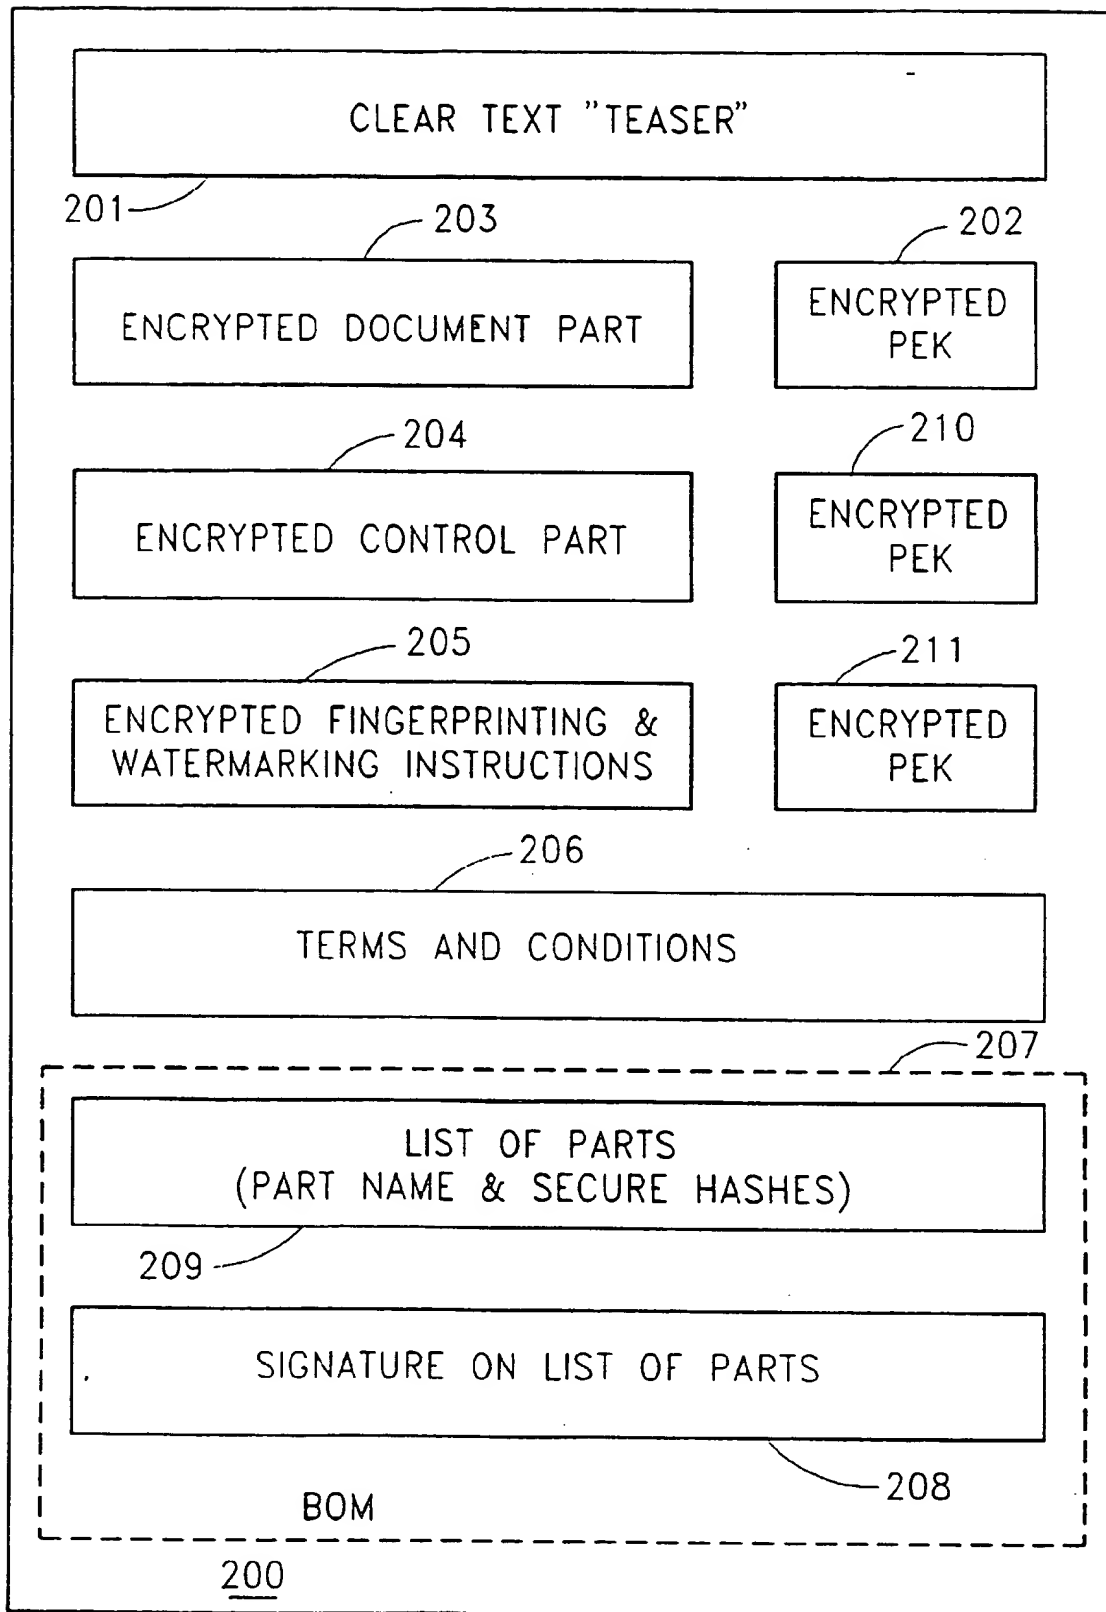 CLEAR TEXT "TEASER"
201
203
202
ENCRYPTED DOCUMENT PART
ENCRYPTED
PEK
204
210
ENCRYPTED CONTROL PART
ENCRYPTED
PEK
205
211
ENCRYPTED FINGERPRINTING &
WATERMARKING INSTRUCTIONS
ENCRYPTED
PEK
206
TERMS AND CONDITIONS
207
LIST OF PARTS
(PART NAME & SECURE HASHES)
209
SIGNATURE ON LIST OF PARTS
208
BOM
200